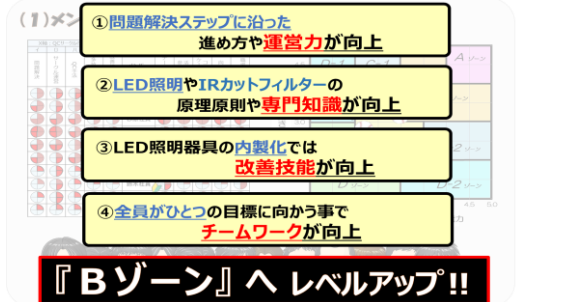 (1)メン
①問題解決ステップに沿った
進め方や運営力が向上
②LED照明やIRカットフィルターの
原理原則や専門知識が向上
③LED照明器具の内製化では
改善技能が向上
④全員がひとつの目標に向かう事で
チームワークが向上
『Bゾーン』へ レベルアップ!!